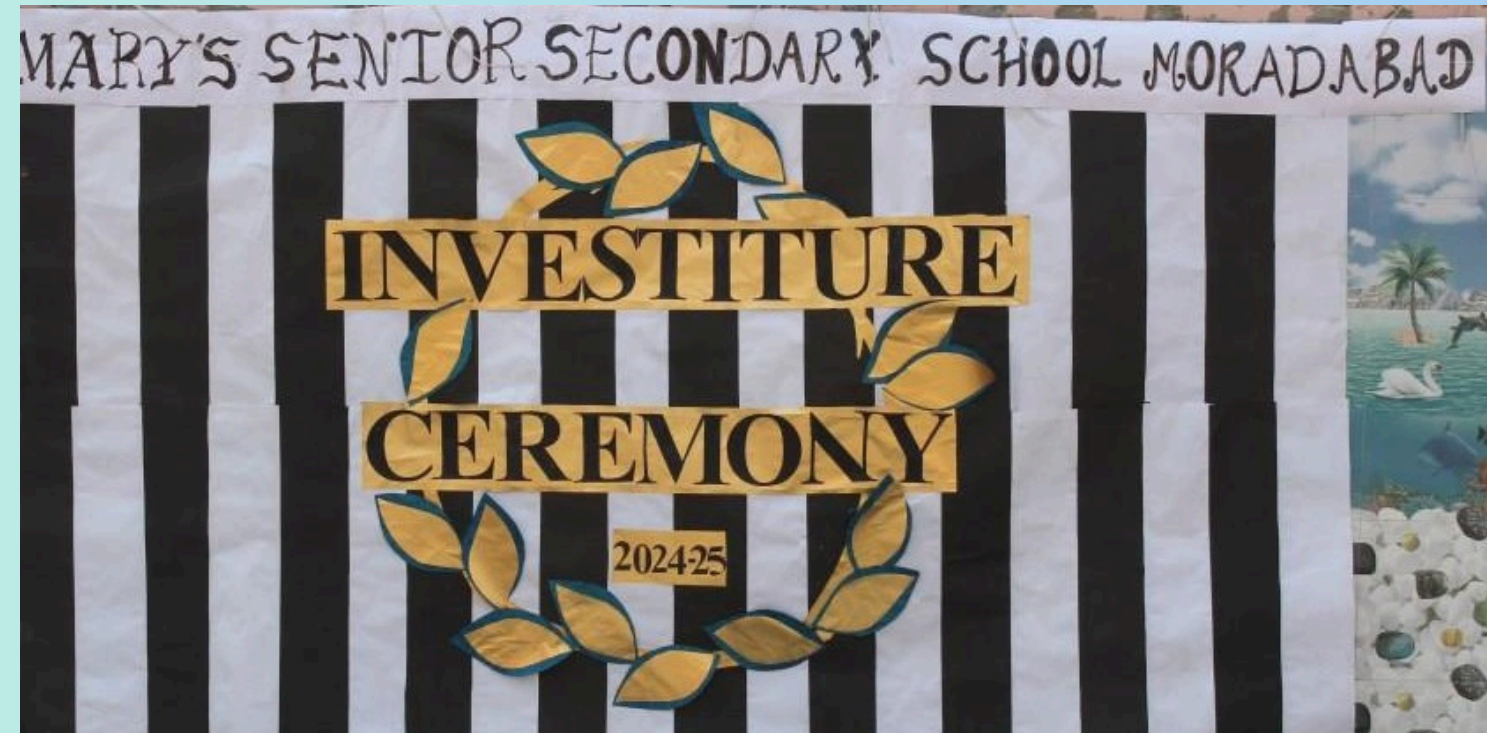 MARY'S SENIOR SECONDARY SCHOOL MORADABAD
INVESTITURE
CEREMONY
2024-25